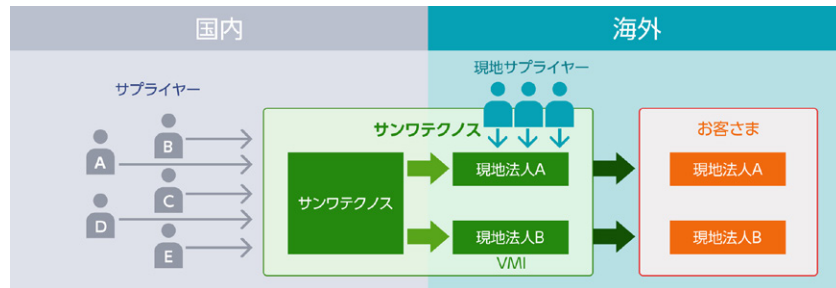 国内
海外
サプライヤー
現地サプライヤー
A
B
C
D
E
サンワテクノス
サンワテクノス
現地法人A
現地法人B
VMI
お客さま
現地法人A
現地法人B